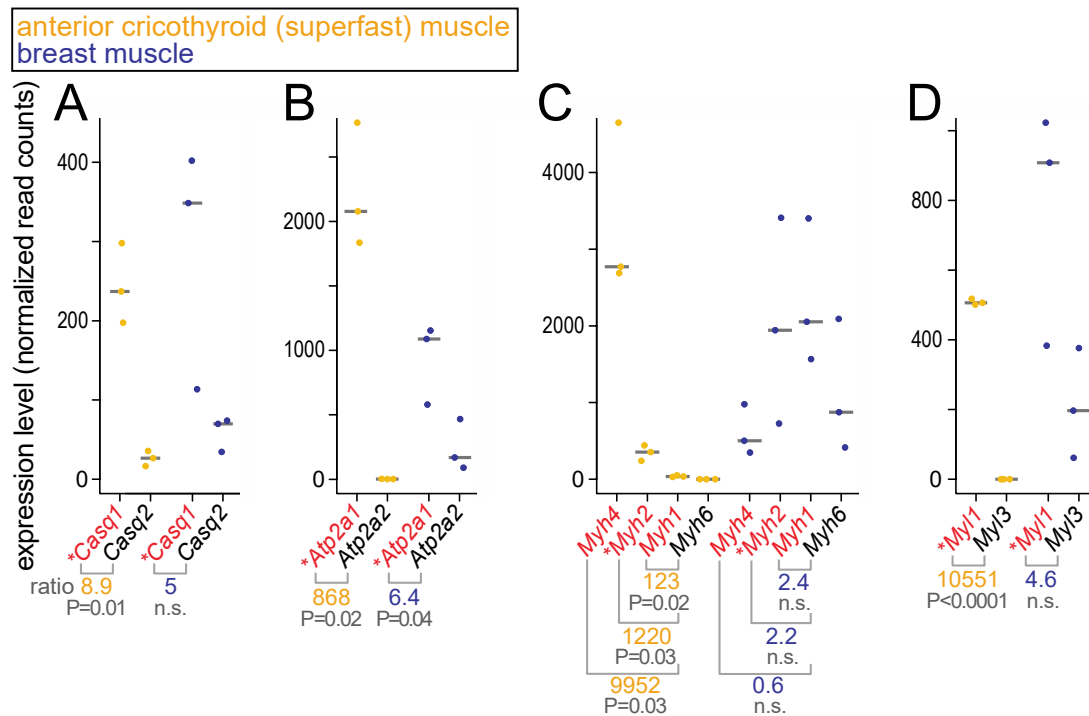 anterior cricothyroid (superfast) muscle
breast muscle
A
B
C
D
expression level (normalized read counts)
400
200
0
2000
1000
0
4000
2000
0
800
400
0
*Casq1
Casq2
*Casq1
Casq2
*Atp2a1
Atp2a2
*Atp2a1
Atp2a2
Myh4
*Myh2
Myh1
Myh6
Myh4
*Myh2
Myh1
Myh6
*Myl1
Myl3
*Myl1
Myl3
ratio 8.9 5
P=0.01 n.s.
868 6.4
P=0.02 P=0.04
123 2.4
P=0.02 n.s.
1220 2.2
P=0.03 n.s.
9952 0.6
P=0.03 n.s.
10551 4.6
P<0.0001 n.s.